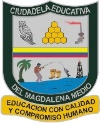 CIUDADELA EDUCATIVA
DEL MAGDALENA MEDIO
EDUCACION CON CALIDAD
Y COMPROMISO HUMANO